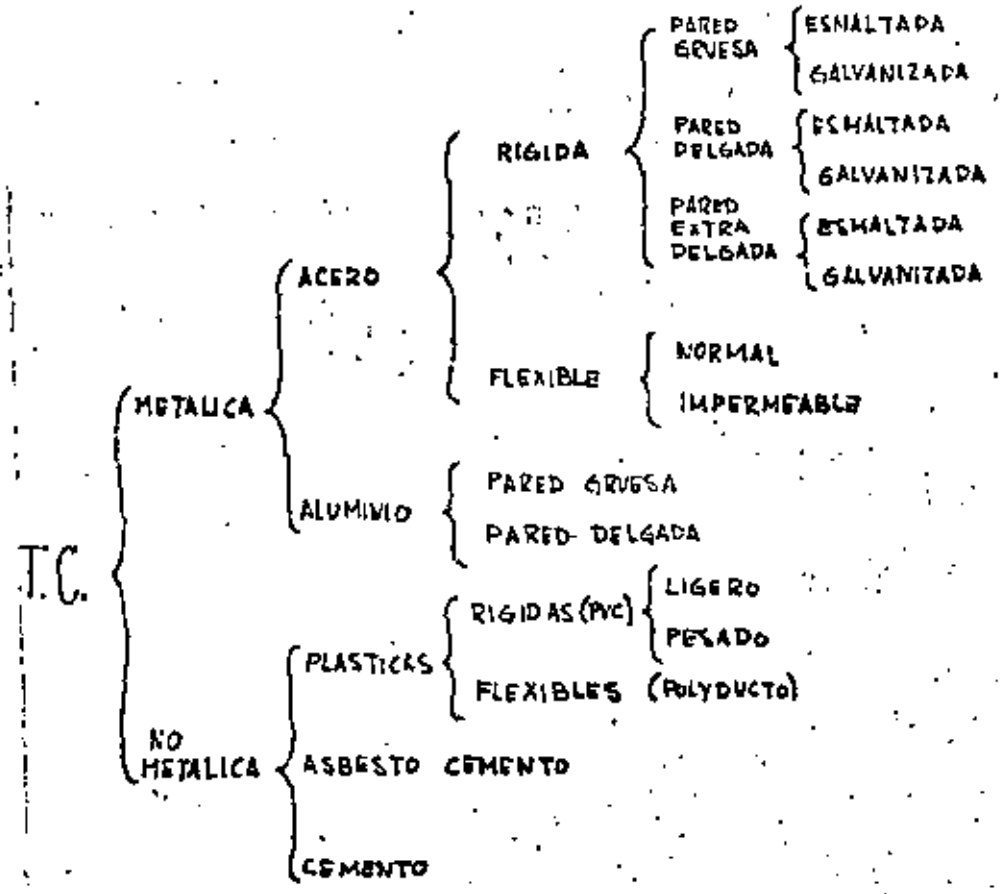 T.C.
METALICA
ACERO
RIGIDA
PARED
GRUESA
ESMALTADA
GALVANIZADA
PARED
DELGADA
ESMALTADA
GALVANIZADA
PARED
EXTRA
DELGADA
ESMALTADA
GALVANIZADA
FLEXIBLE
NORMAL
IMPERMEABLE
ALUMINIO
PARED GRUESA
PARED DELGADA
NO
METALICA
PLASTICAS
RIGIDAS (PVC)
LIGERO
PESADO
FLEXIBLES (POLYDUCTO)
ASBESTO CEMENTO
CEMENTO